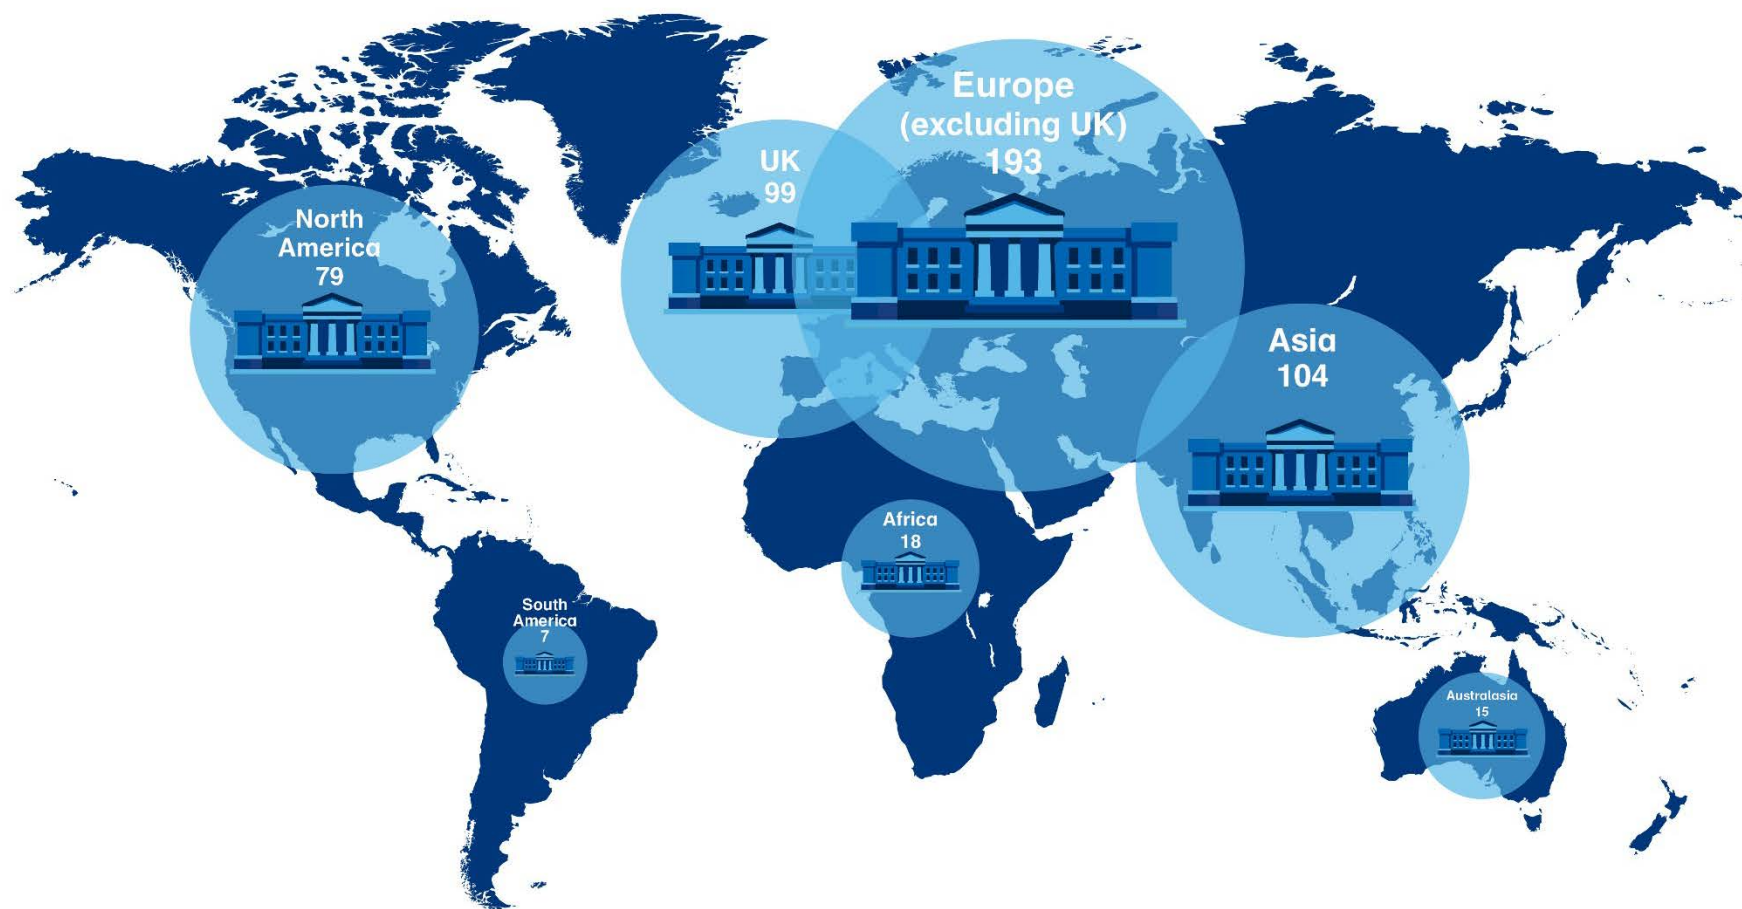 Europe
(excluding UK)
193
UK
99
North
America
79
Asia
104
Africa
18
South
America
7
Australasia
15